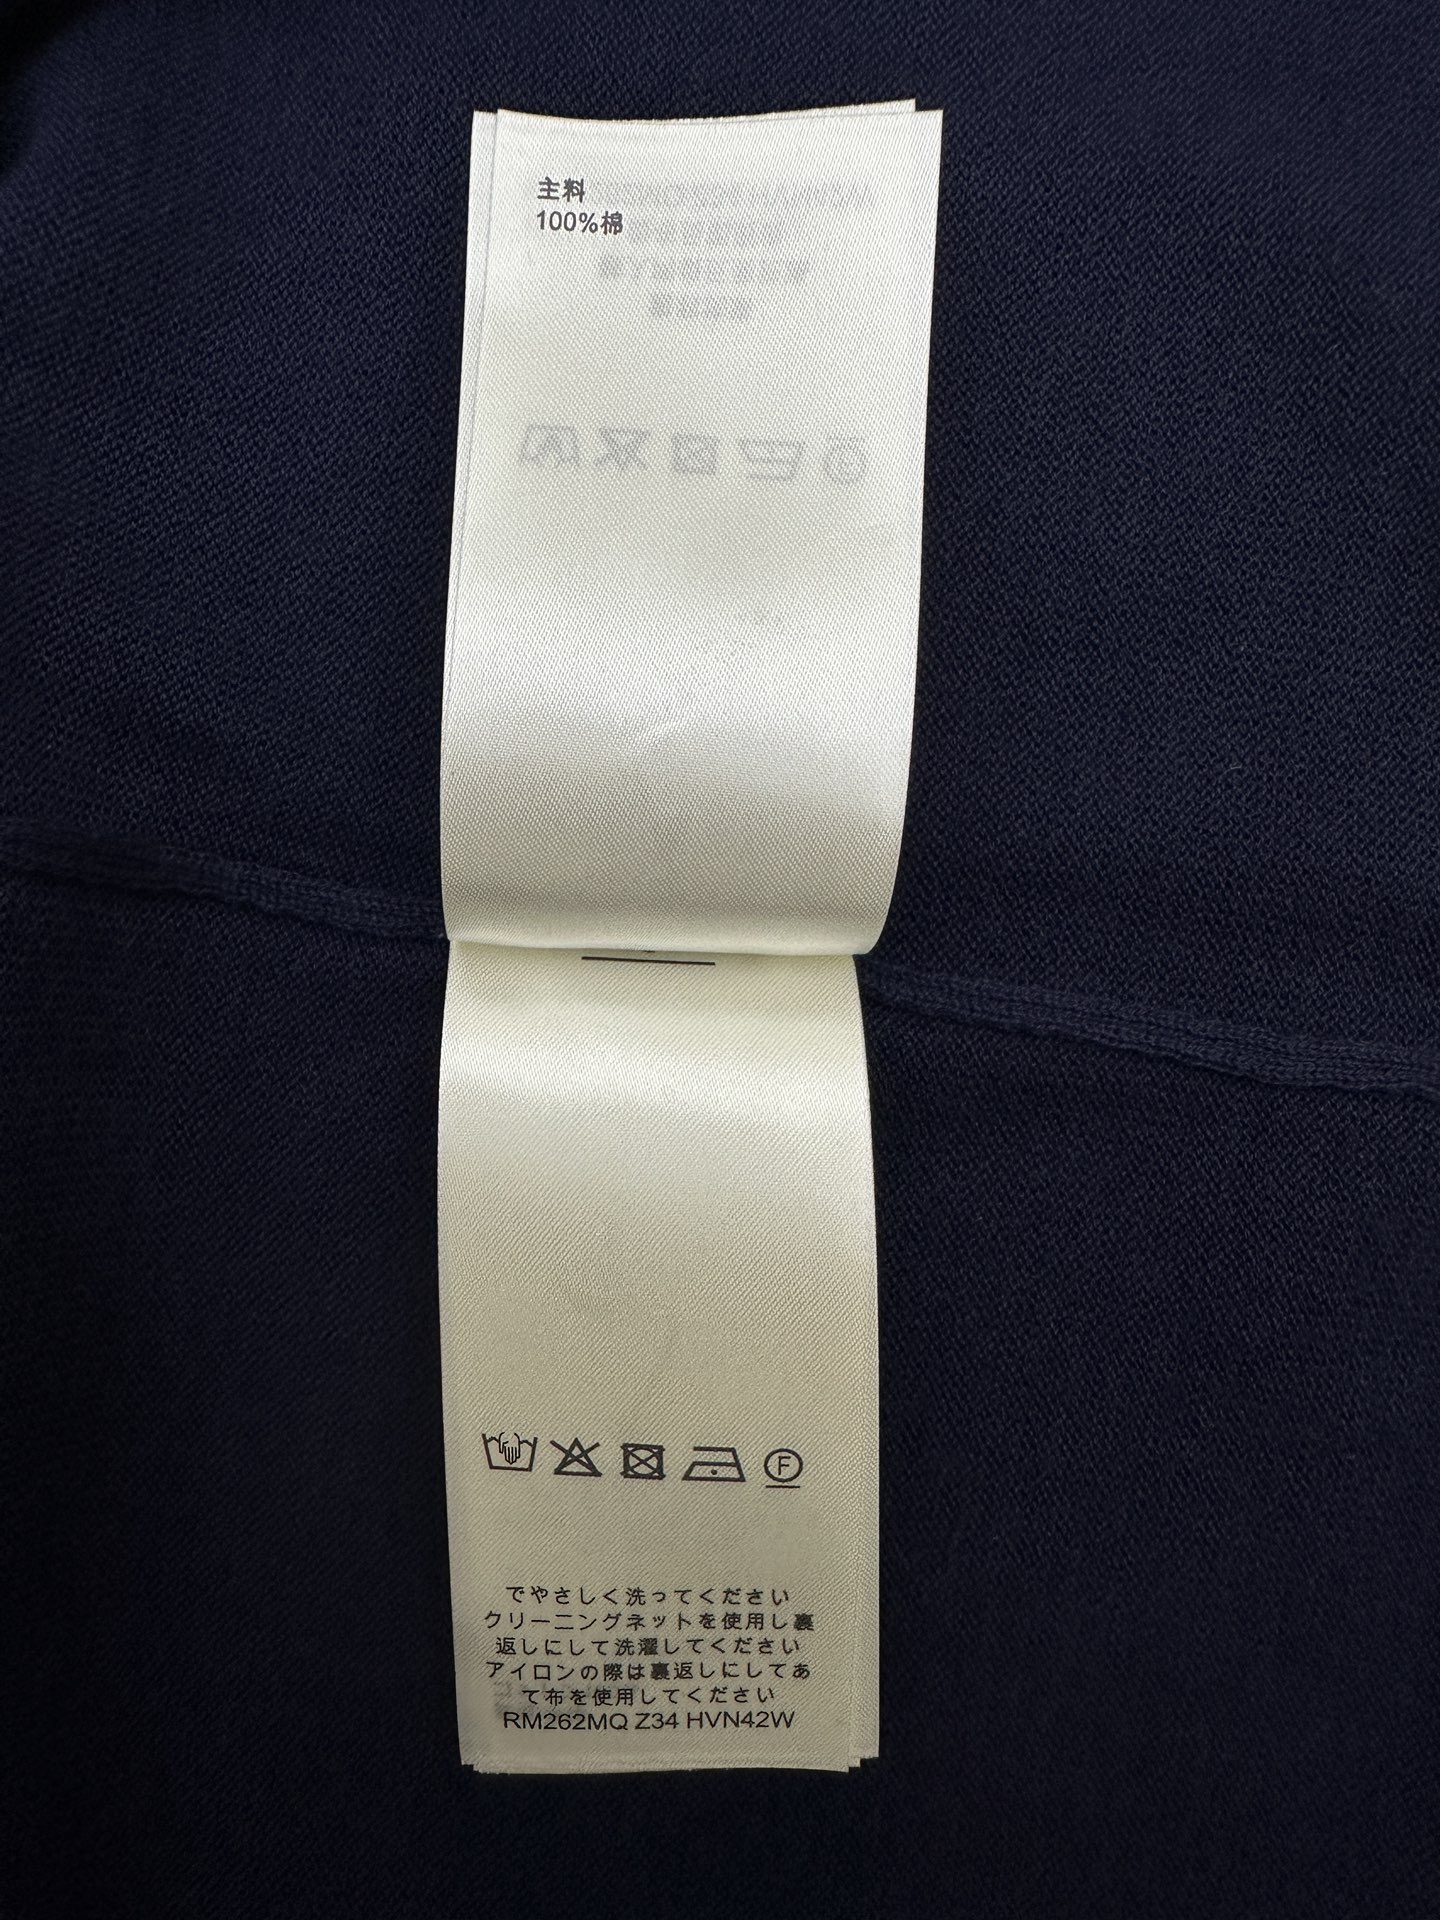 主料
100%棉
F
でやさしく洗ってください
クリーニングネットを使用し裏
返しにして洗濯してください
アイロンの際は裏返しにしてあ
て布を使用してください
RM262MQ Z34 HVN42W